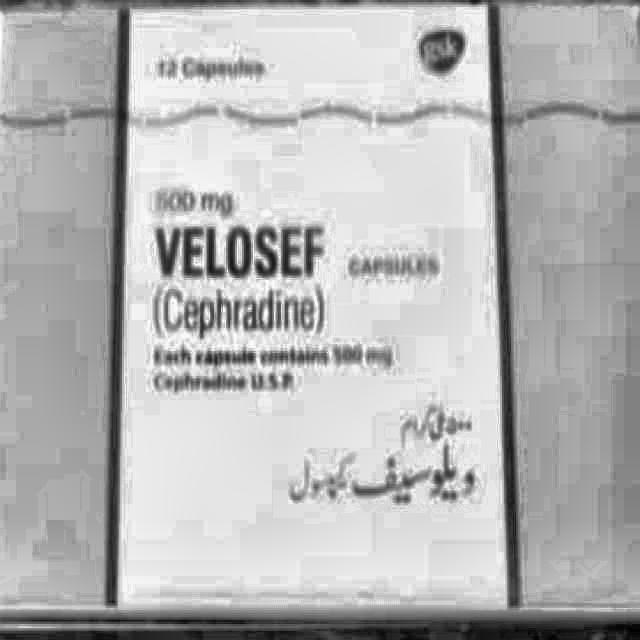 gsk
12 Capsules
500 mg
VELOSEF CAPSULES
(Cephradine)
Each capsule contains 500 mg
Cephradine U.S.P.
۵۰۰ ملی گرام
ویلوسیف کیپسول